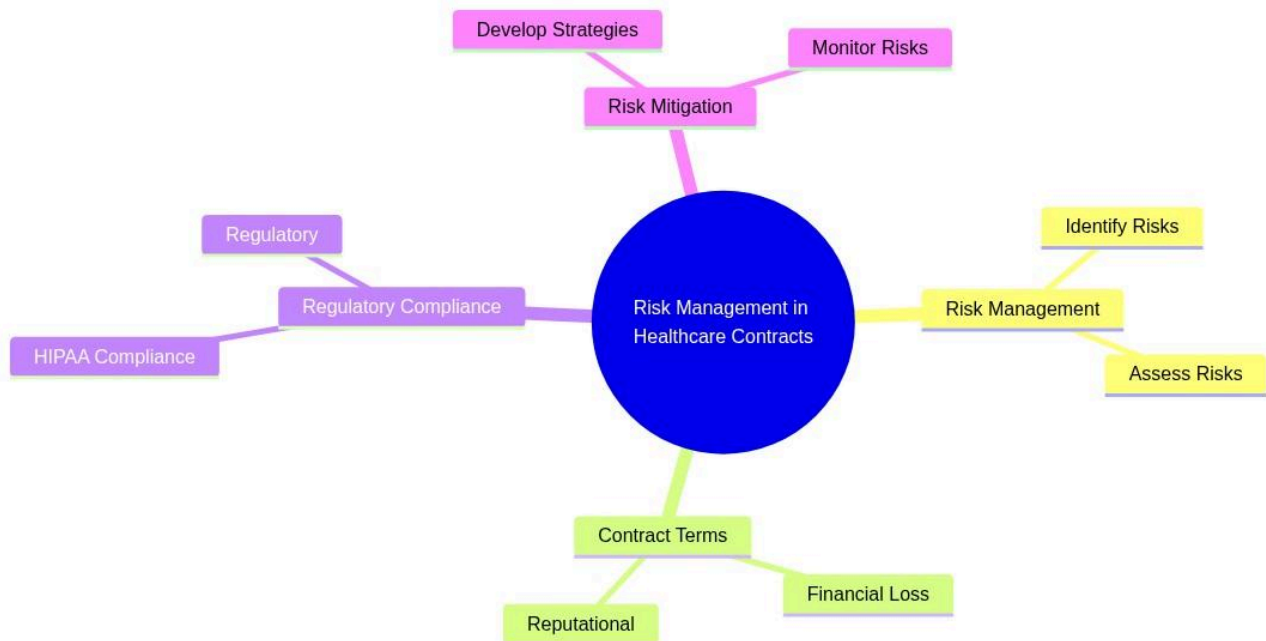 Develop Strategies
Monitor Risks
Risk Mitigation
Identify Risks
Regulatory
Regulatory Compliance
Risk Management in
Healthcare Contracts
Risk Management
HIPAA Compliance
Assess Risks
Contract Terms
Financial Loss
Reputational